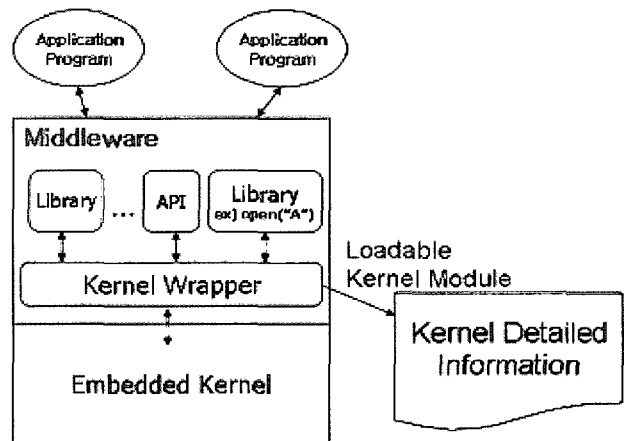 Application
Program
Application
Program
Middleware
Library
...
API
Library
ex) open("A")
Kernel Wrapper
Loadable
Kernel Module
Kernel Detailed
Information
Embedded Kernel